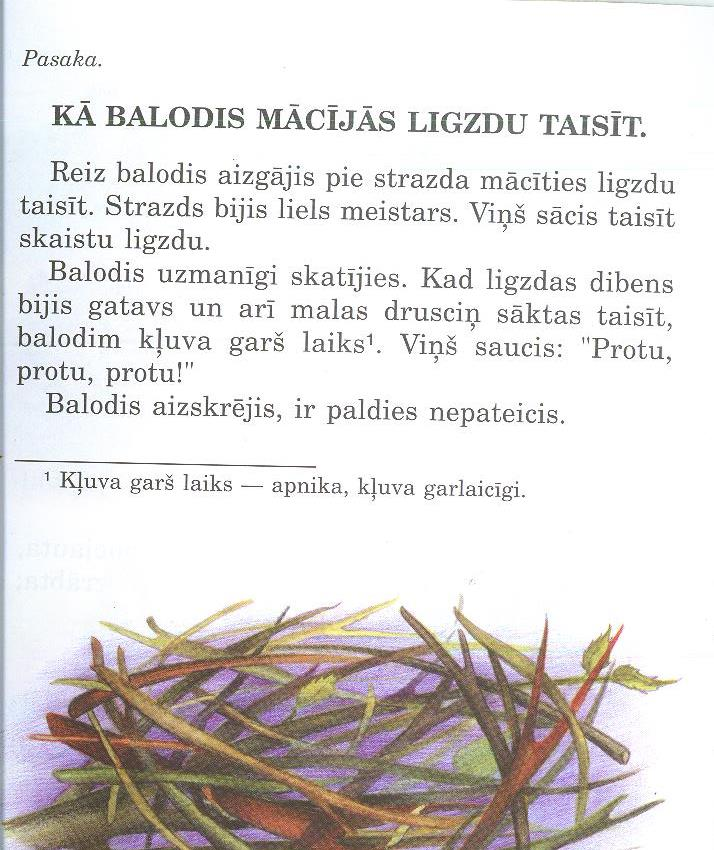 Pasaka.
KĀ BALODIS MĀCĪJĀS LIGZDU TAISĪT.
Reiz balodis aizgājis pie strazda mācīties ligzdu
taisīt. Strazds bijis liels meistars. Viņš sācis taisīt
skaistu ligzdu.
Balodis uzmanīgi skatījies. Kad ligzdas dibens
bijis gatavs un arī malas drusciņ sāktas taisīt,
balodim kļuva garš laiks¹. Viņš saucis: "Protu,
protu, protu!"
Balodis aizskrējis, ir paldies nepateicis.
¹ Kļuva garš laiks — apnika, kļuva garlaicīgi.